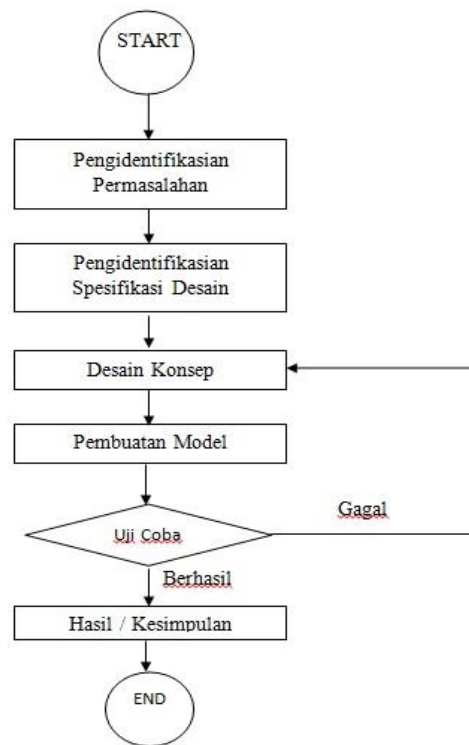 START
Pengidentifikasian
Permasalahan
Pengidentifikasian
Spesifikasi Desain
Desain Konsep
Pembuatan Model
Uji Coba
Gagal
Berhasil
Hasil / Kesimpulan
END